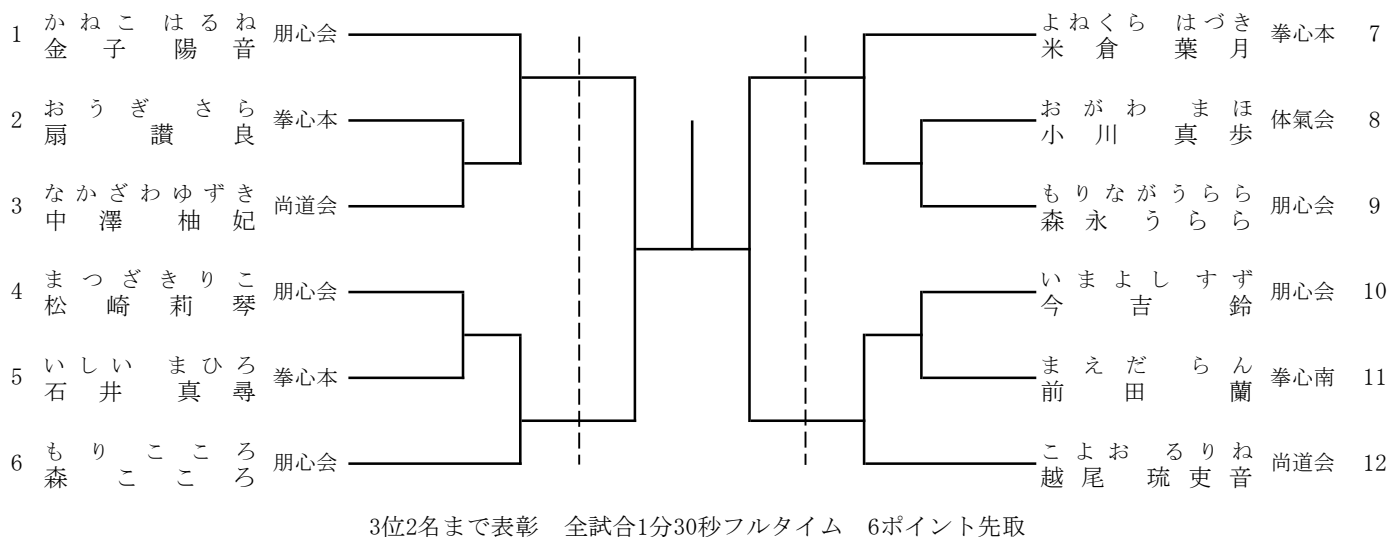 かねこ はるね
1 金子陽音 朋心会
おうぎ さら
2 扇讃良 拳心本
なかざわゆずき
3 中澤柚妃 尚道会
まつざきりこ
4 松崎莉琴 朋心会
いしい まひろ
5 石井真尋 拳心本
もり こころ
6 森こころ 朋心会
よねくら はづき
米倉葉月 拳心本 7
おがわ まほ
小川真歩 体氣会 8
もりながうらら
森永うらら 朋心会 9
いまよし すず
今吉鈴 朋心会 10
まえだ らん
前田蘭 拳心南 11
こよお るりね
越尾琉吏音 尚道会 12
3位2名まで表彰 全試合1分30秒フルタイム 6ポイント先取